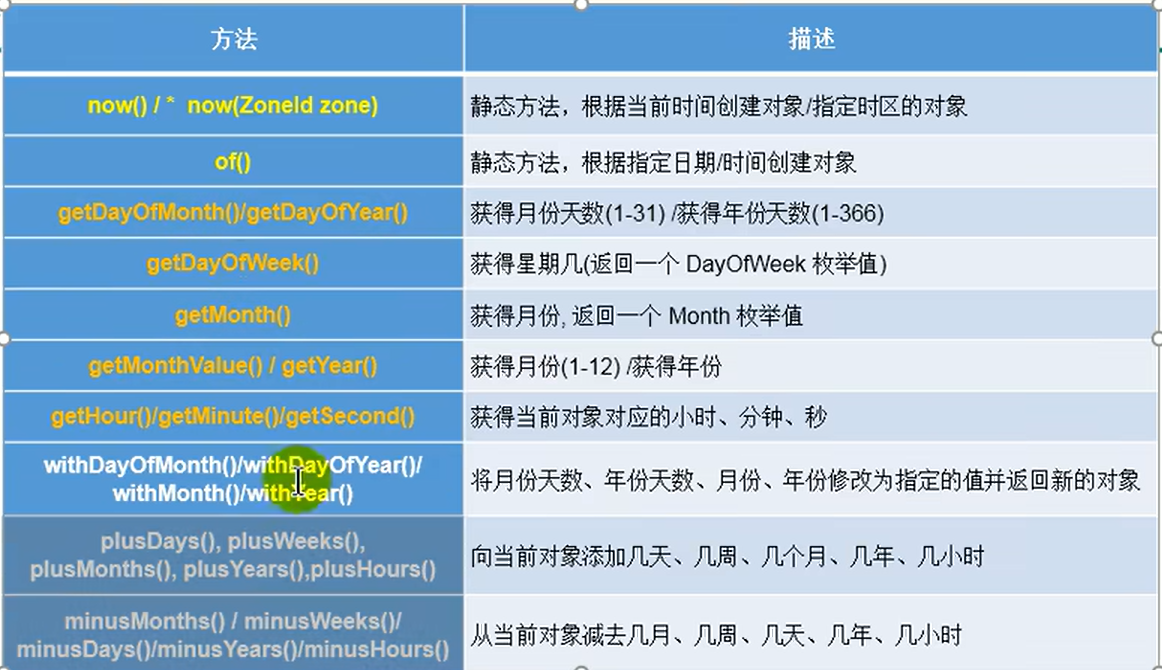 方法 描述
now() / * now(ZoneId zone) 静态方法，根据当前时间创建对象/指定时区的对象
of() 静态方法，根据指定日期/时间创建对象
getDayOfMonth()/getDayOfYear() 获得月份天数(1-31) /获得年份天数(1-366)
getDayOfWeek() 获得星期几(返回一个 DayOfWeek 枚举值)
getMonth() 获得月份, 返回一个 Month 枚举值
getMonthValue() / getYear() 获得月份(1-12) /获得年份
getHour()/getMinute()/getSecond() 获得当前对象对应的小时、分钟、秒
withDayOfMonth()/withDayOfYear()/
withMonth()/withYear() 将月份天数、年份天数、月份、年份修改为指定的值并返回新的对象
plusDays(), plusWeeks(),
plusMonths(), plusYears(),plusHours() 向当前对象添加几天、几周、几个月、几年、几小时
minusMonths() / minusWeeks()/
minusDays()/minusYears()/minusHours() 从当前对象减去几月、几周、几天、几年、几小时